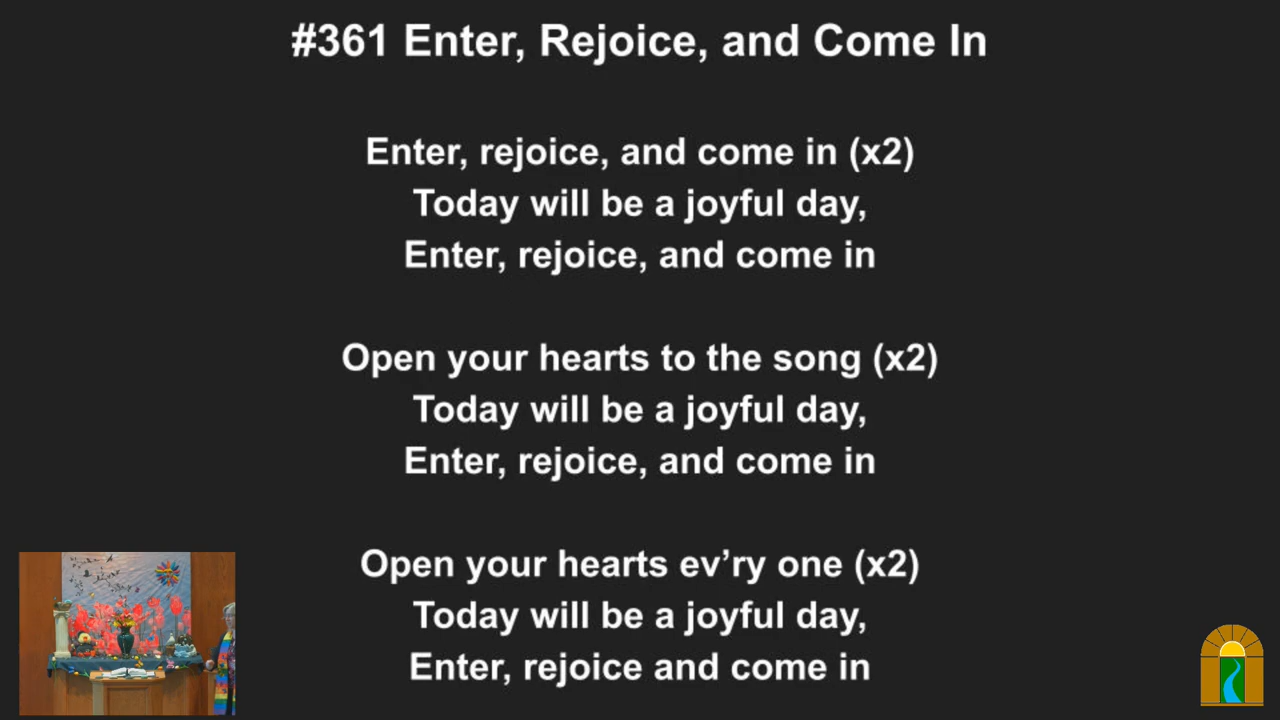 #361 Enter, Rejoice, and Come In
Enter, rejoice, and come in (x2)
Today will be a joyful day,
Enter, rejoice, and come in
Open your hearts to the song (x2)
Today will be a joyful day,
Enter, rejoice, and come in
Open your hearts ev’ry one (x2)
Today will be a joyful day,
Enter, rejoice and come in